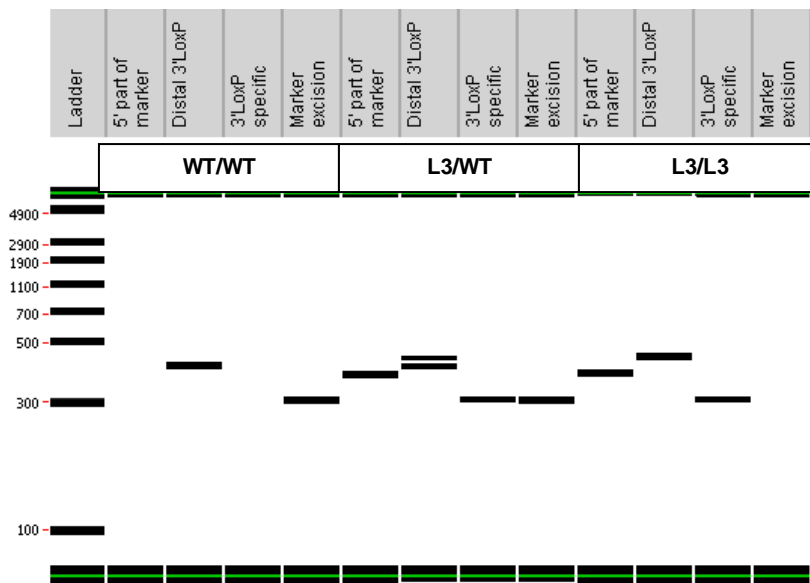 Ladder
5' part of
marker
Distal 3'LoxP
3'LoxP
specific
Marker
excision
5' part of
marker
Distal 3'LoxP
3'LoxP
specific
Marker
excision
5' part of
marker
Distal 3'LoxP
3'LoxP
specific
Marker
excision
WT/WT
L3/WT
L3/L3
4900
2900
1900
1100
700
500
300
100